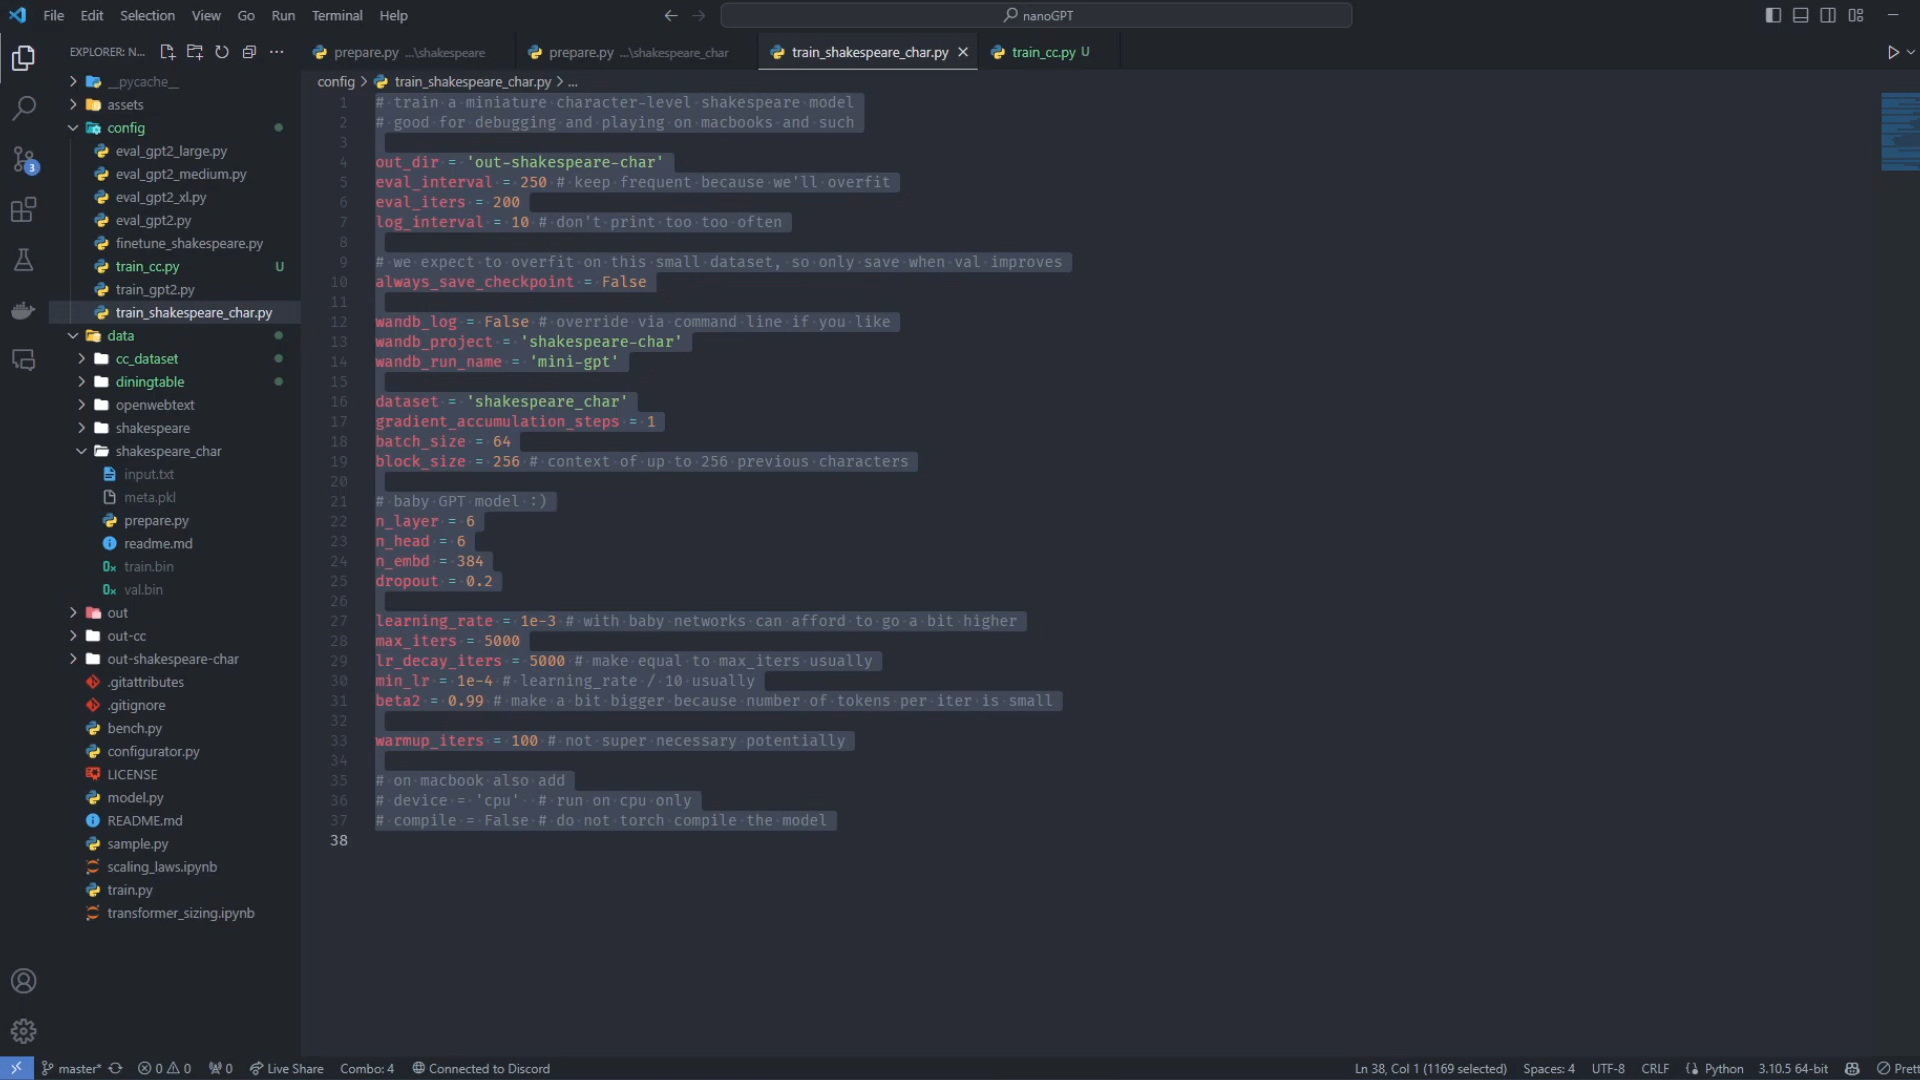 File Edit Selection View Go Run Terminal Help
nanoGPT
EXPLORER: N...
prepare.py ...\shakespeare
prepare.py ...\shakespeare_char
train_shakespeare_char.py
train_cc.py U
config > train_shakespeare_char.py > ...
__pycache__
assets
config
eval_gpt2_large.py
eval_gpt2_medium.py
eval_gpt2_xl.py
eval_gpt2.py
finetune_shakespeare.py
train_cc.py U
train_gpt2.py
train_shakespeare_char.py
data
cc_dataset
diningtable
openwebtext
shakespeare
shakespeare_char
input.txt
meta.pkl
prepare.py
readme.md
train.bin
val.bin
out
out-cc
out-shakespeare-char
.gitattributes
.gitignore
bench.py
configurator.py
LICENSE
model.py
README.md
sample.py
scaling_laws.ipynb
train.py
transformer_sizing.ipynb
3
1 # train a miniature character-level shakespeare model
2 # good for debugging and playing on macbooks and such
3
4 out_dir = 'out-shakespeare-char'
5 eval_interval = 250 # keep frequent because we'll overfit
6 eval_iters = 200
7 log_interval = 10 # don't print too too often
8
9 # we expect to overfit on this small dataset, so only save when val improves
10 always_save_checkpoint = False
11
12 wandb_log = False # override via command line if you like
13 wandb_project = 'shakespeare-char'
14 wandb_run_name = 'mini-gpt'
15
16 dataset = 'shakespeare_char'
17 gradient_accumulation_steps = 1
18 batch_size = 64
19 block_size = 256 # context of up to 256 previous characters
20
21 # baby GPT model :)
22 n_layer = 6
23 n_head = 6
24 n_embd = 384
25 dropout = 0.2
26
27 learning_rate = 1e-3 # with baby networks can afford to go a bit higher
28 max_iters = 5000
29 lr_decay_iters = 5000 # make equal to max_iters usually
30 min_lr = 1e-4 # learning_rate / 10 usually
31 beta2 = 0.99 # make a bit bigger because number of tokens per iter is small
32
33 warmup_iters = 100 # not super necessary potentially
34
35 # on macbook also add
36 # device = 'cpu'  # run on cpu only
37 # compile = False # do not torch compile the model
38
master* 0 0 0 Live Share Combo: 4 Connected to Discord
Ln 38, Col 1 (1169 selected) Spaces: 4 UTF-8 CRLF Python 3.10.5 64-bit Prett